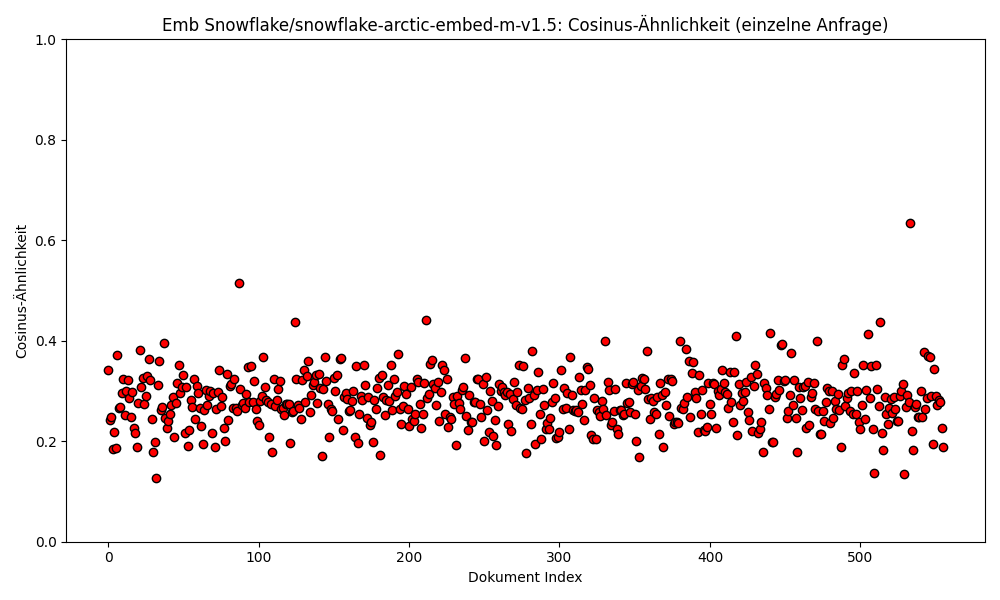 Emb Snowflake/snowflake-arctic-embed-m-v1.5: Cosinus-Ähnlichkeit (einzelne Anfrage)
1.0
0.8
0.6
0.4
0.2
0.0
Cosinus-Ähnlichkeit
0 100 200 300 400 500
Dokument Index